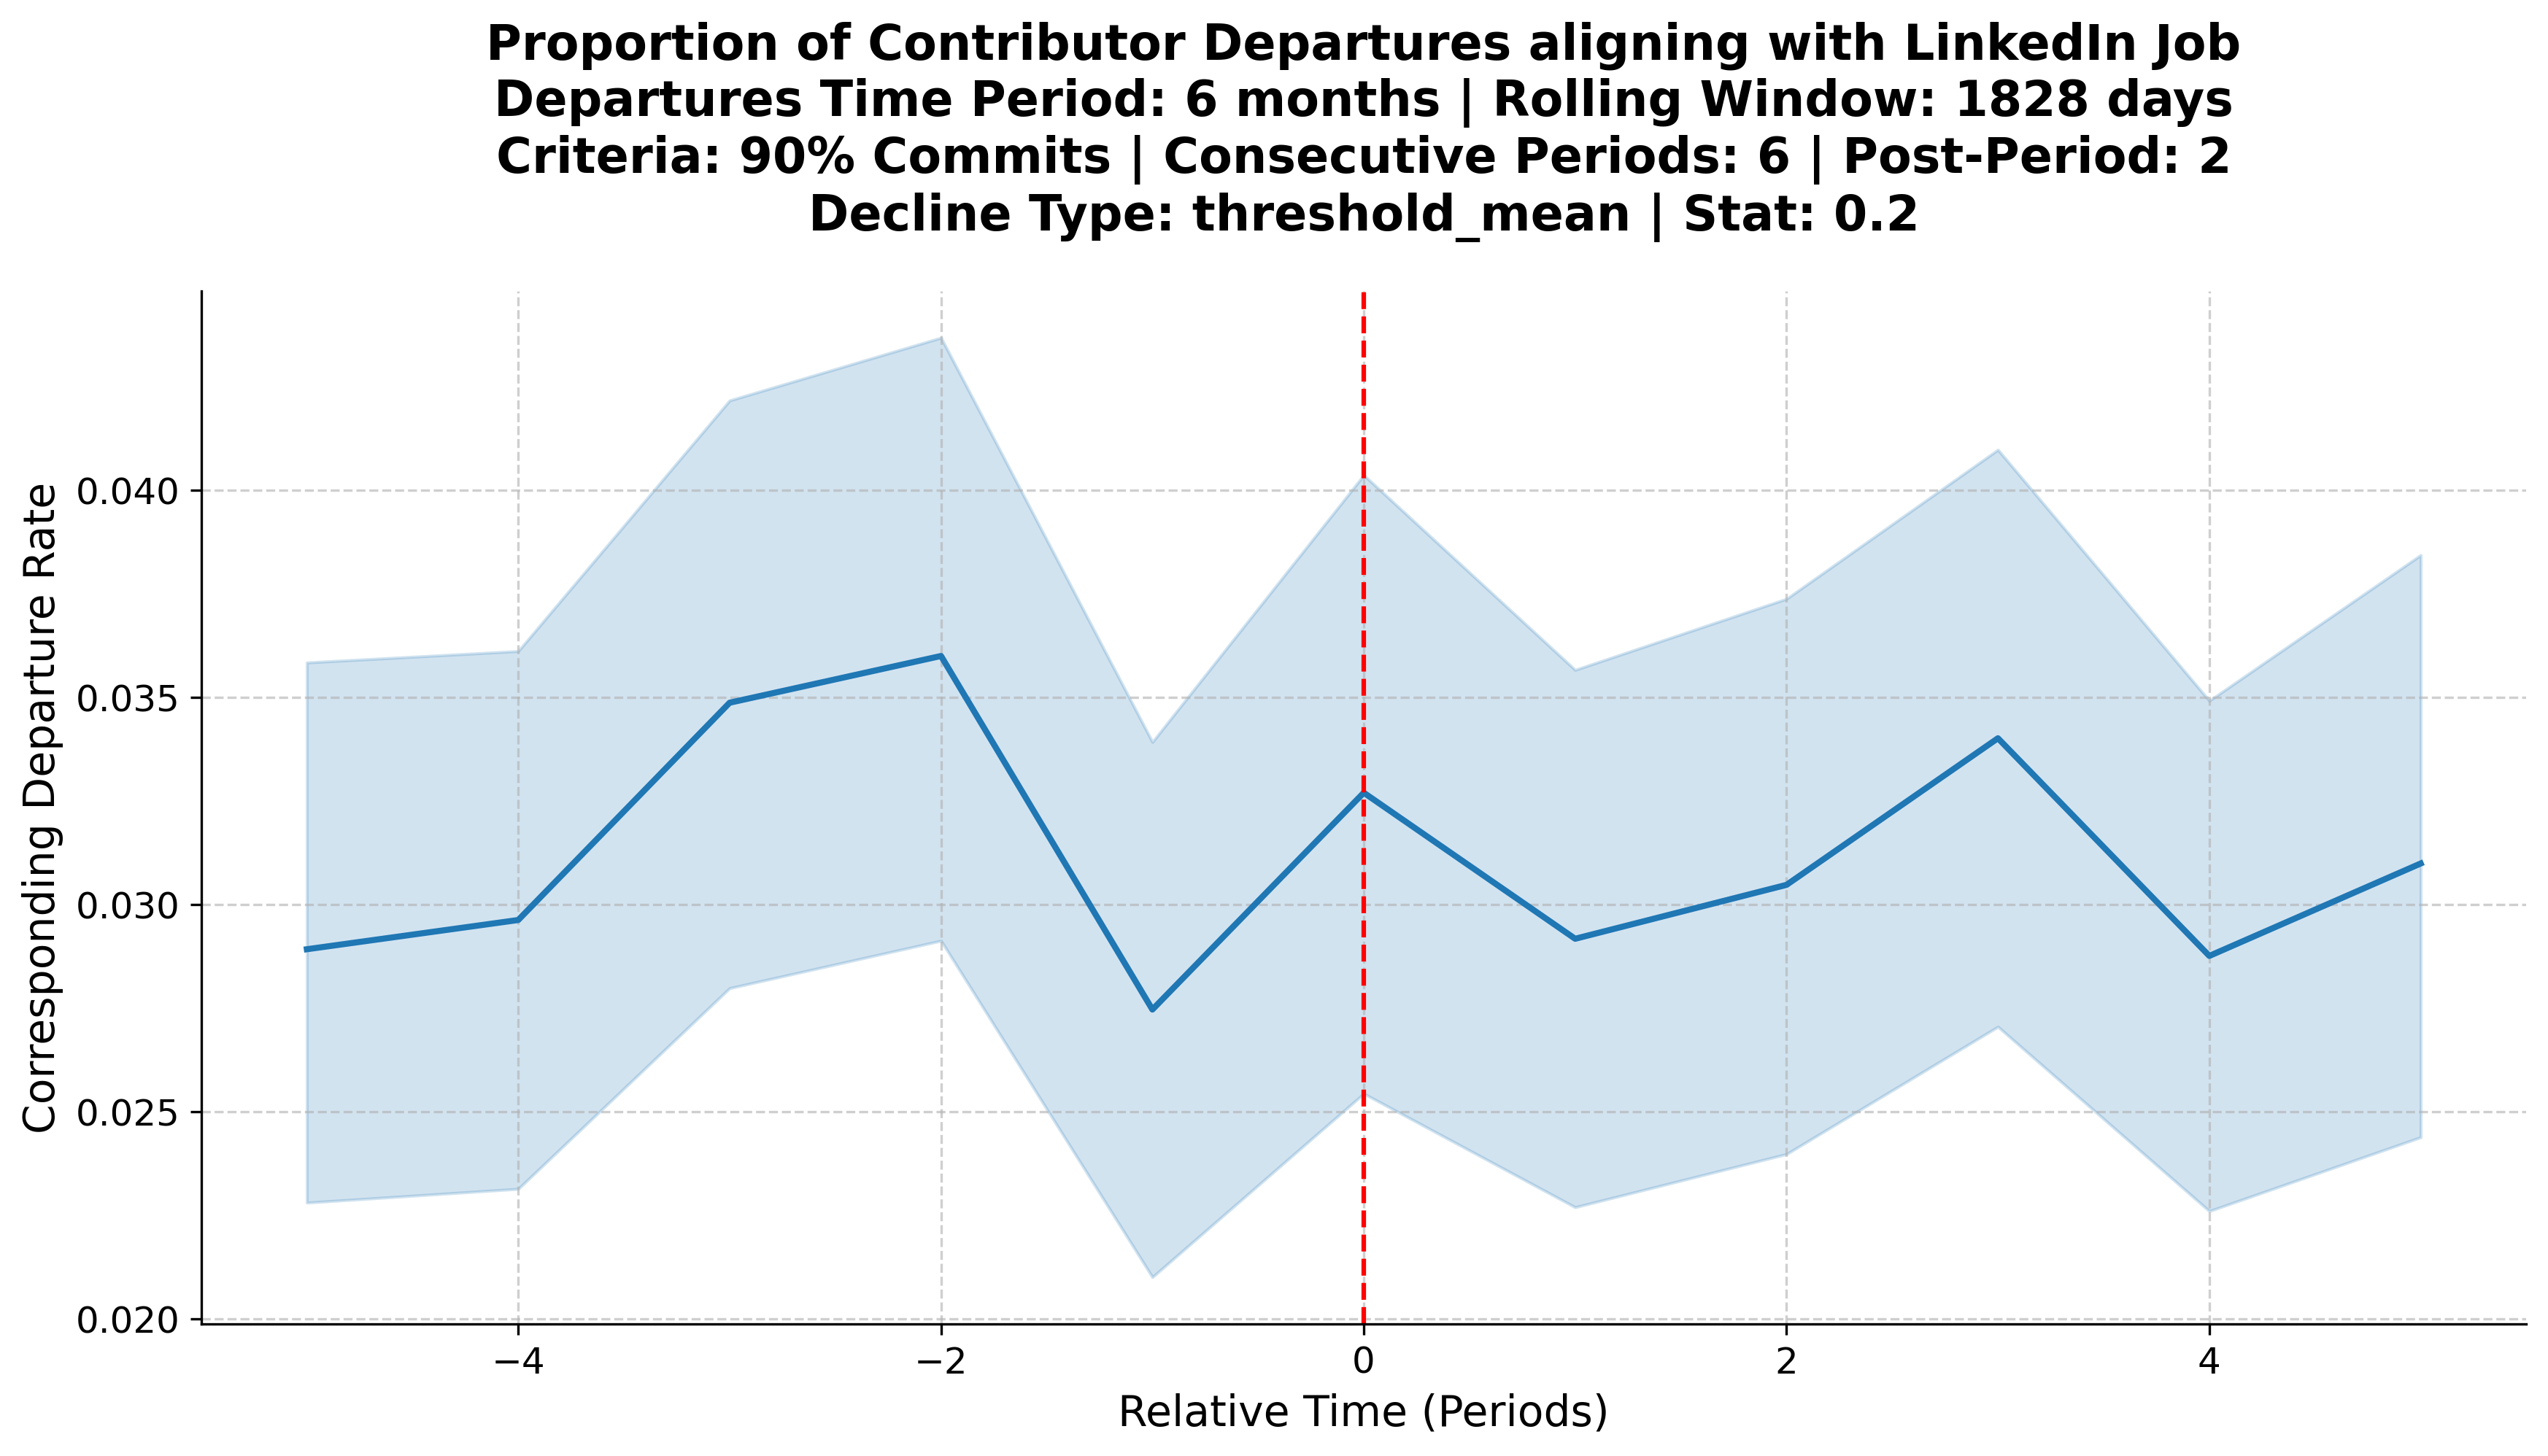 Proportion of Contributor Departures aligning with LinkedIn Job
Departures Time Period: 6 months | Rolling Window: 1828 days
Criteria: 90% Commits | Consecutive Periods: 6 | Post-Period: 2
Decline Type: threshold_mean | Stat: 0.2
Corresponding Departure Rate
0.040
0.035
0.030
0.025
0.020
−4
−2
0
2
4
Relative Time (Periods)